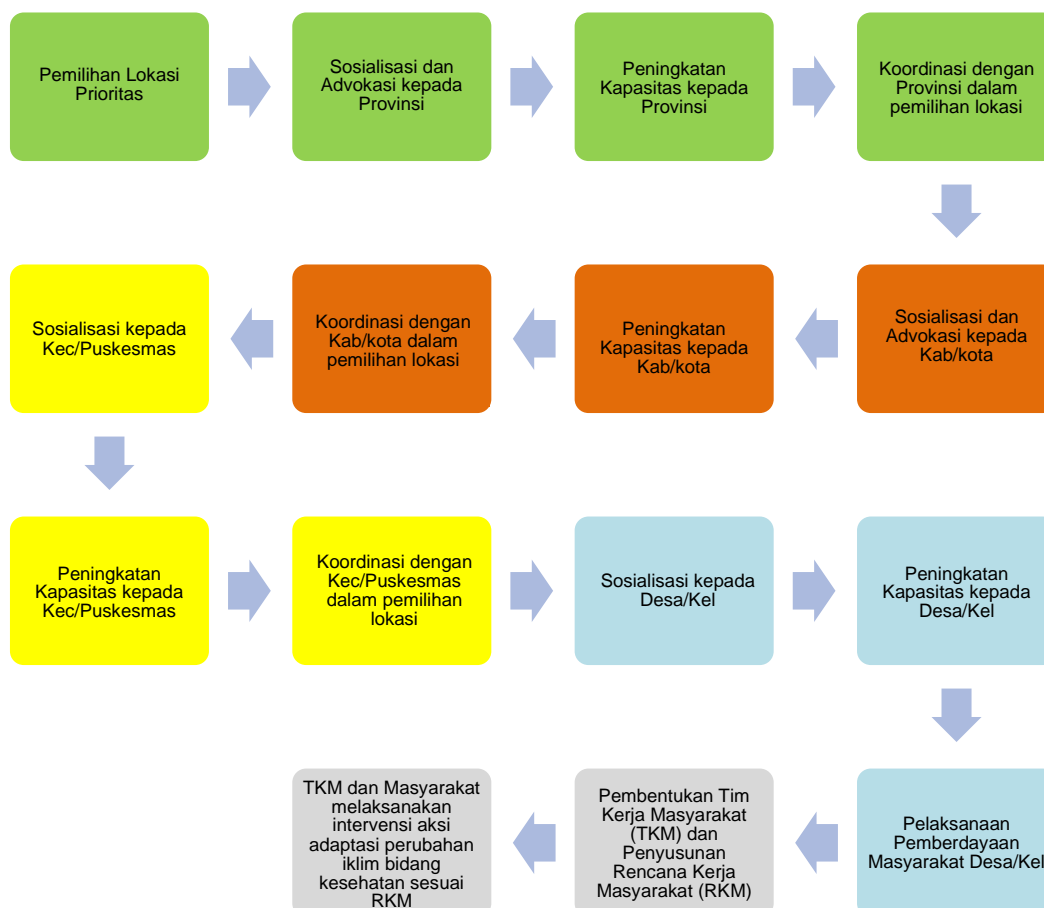 Pemilihan Lokasi
Prioritas
Sosialisasi dan
Advokasi kepada
Provinsi
Peningkatan
Kapasitas kepada
Provinsi
Koordinasi dengan
Provinsi dalam
pemilihan lokasi
Sosialisasi dan
Advokasi kepada
Kab/kota
Peningkatan
Kapasitas kepada
Kab/kota
Koordinasi dengan
Kab/kota dalam
pemilihan lokasi
Sosialisasi kepada
Kec/Puskesmas
Peningkatan
Kapasitas kepada
Kec/Puskesmas
Koordinasi dengan
Kec/Puskesmas
dalam pemilihan
lokasi
Sosialisasi kepada
Desa/Kel
Peningkatan
Kapasitas kepada
Desa/Kel
Pelaksanaan
Pemberdayaan
Masyarakat Desa/Kel
Pembentukan Tim
Kerja Masyarakat
(TKM) dan
Penyusunan
Rencana Kerja
Masyarakat (RKM)
TKM dan Masyarakat
melaksanakan
intervensi aksi
adaptasi perubahan
iklim bidang
kesehatan sesuai
RKM